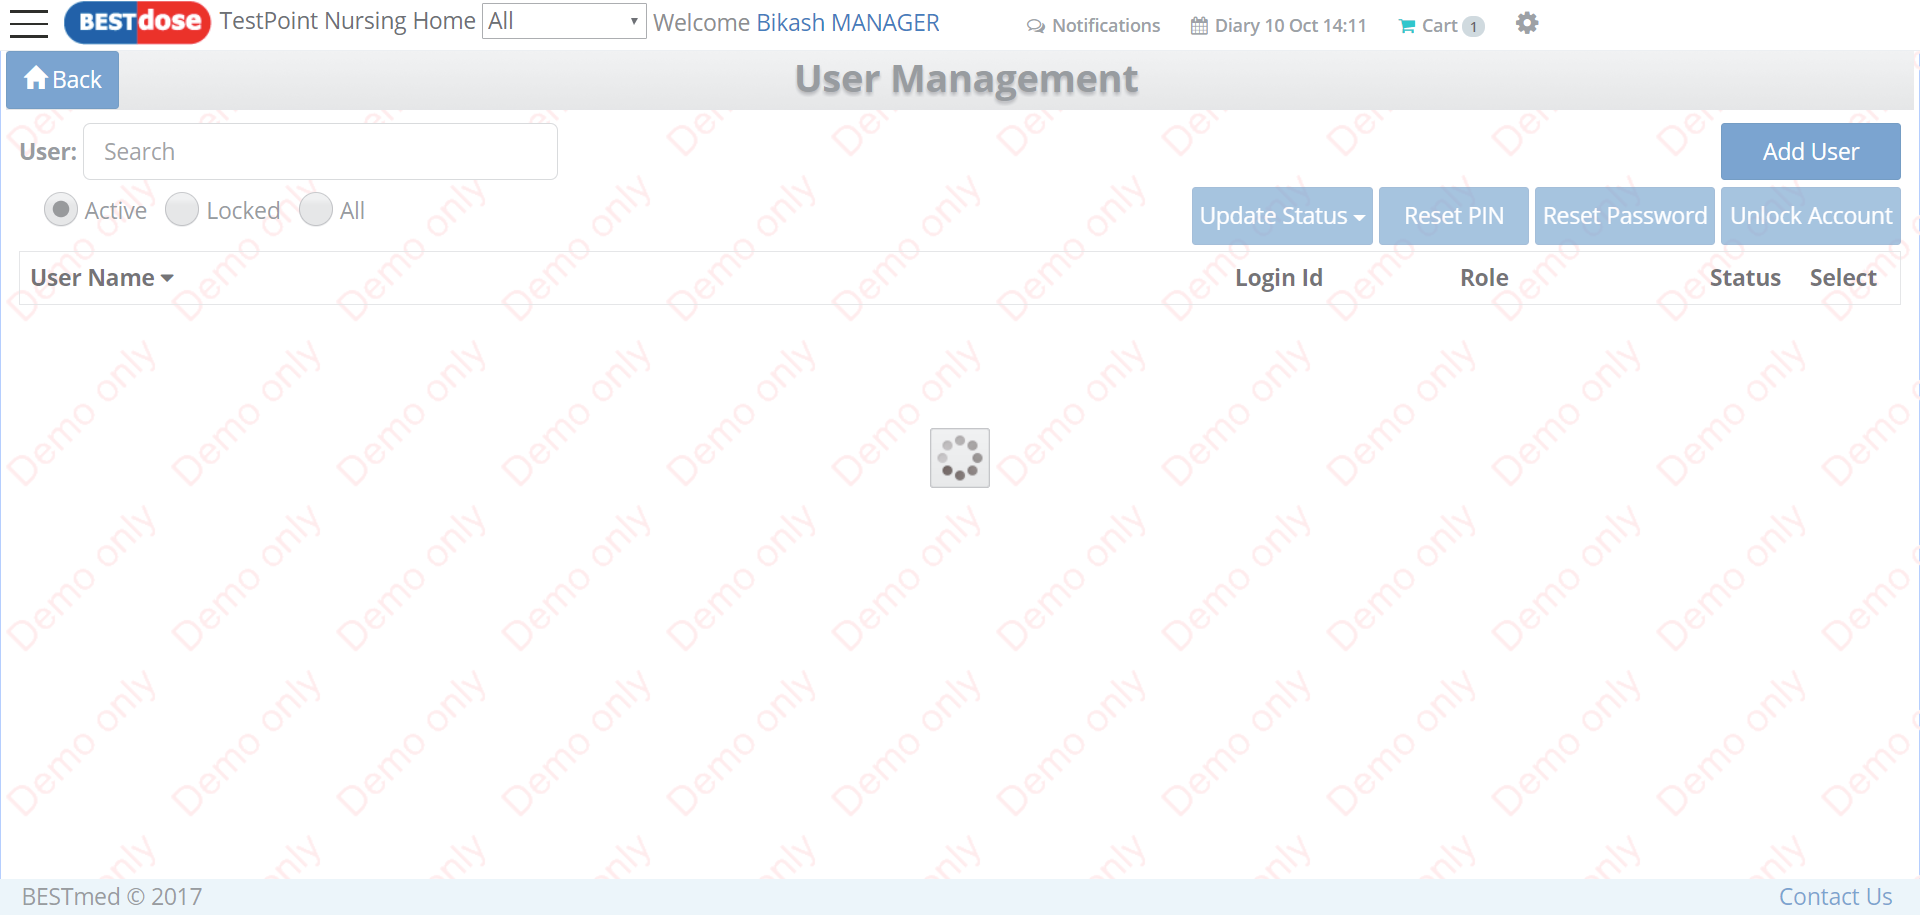 BESTdose TestPoint Nursing Home All Welcome Bikash MANAGER Notifications Diary 10 Oct 14:11 Cart 1
Back User Management
User: Search Add User
Active Locked All Update Status Reset PIN Reset Password Unlock Account
User Name Login Id Role Status Select
Demo only
BESTmed © 2017 Contact Us